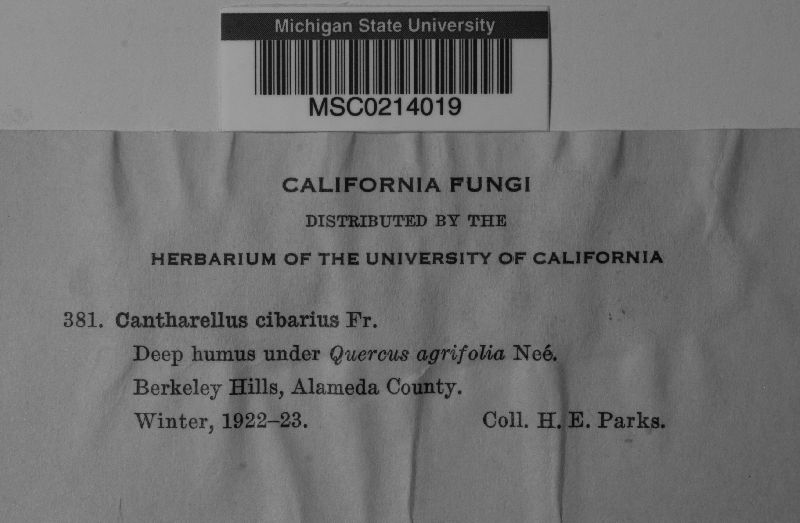 Michigan State University
MSC0214019
CALIFORNIA FUNGI
DISTRIBUTED BY THE
HERBARIUM OF THE UNIVERSITY OF CALIFORNIA
381. Cantharellus cibarius Fr.
Deep humus under Quercus agrifolia Neé.
Berkeley Hills, Alameda County.
Winter, 1922–23. Coll. H. E. Parks.